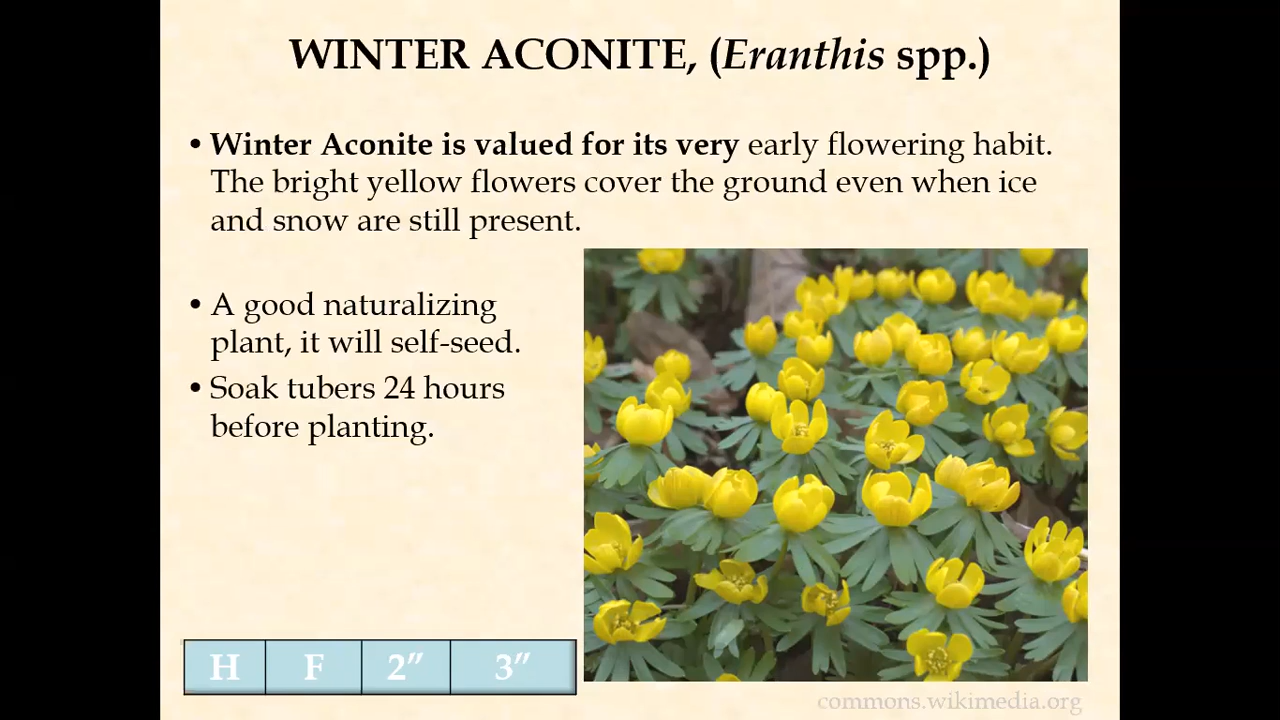 WINTER ACONITE, (Eranthis spp.)
• Winter Aconite is valued for its very early flowering habit.
The bright yellow flowers cover the ground even when ice
and snow are still present.
• A good naturalizing
plant, it will self-seed.
• Soak tubers 24 hours
before planting.
H F 2” 3”
commons.wikimedia.org